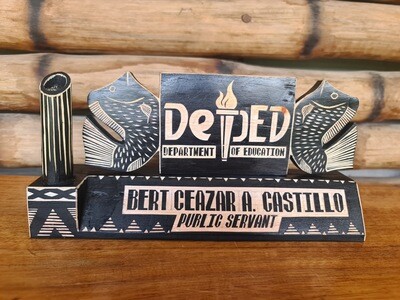 DepED
DEPARTMENT OF EDUCATION
BERT CEAZAR A. CASTILLO
PUBLIC SERVANT